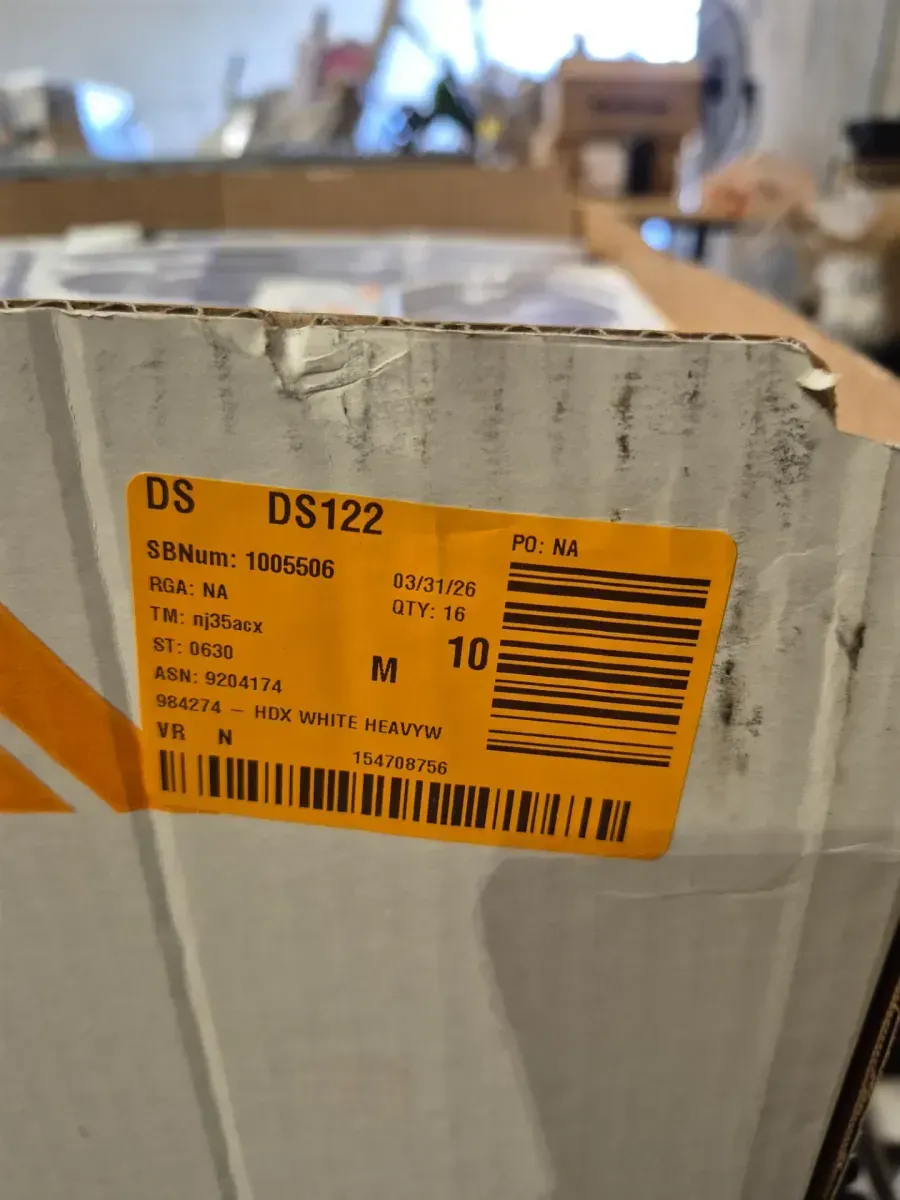 DS DS122
PO: NA
SBNum: 1005506
03/31/26
RGA: NA
QTY: 16
TM: nj35acx
ST: 0630
M 10
ASN: 9204174
984274 – HDX WHITE HEAVYW
VR N
154708756